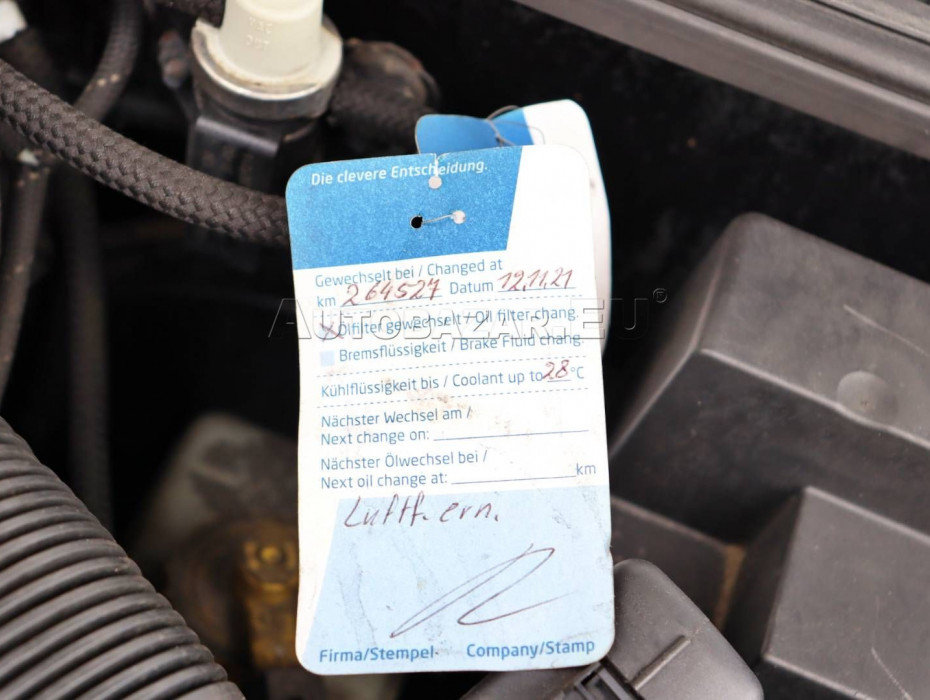 Die clevere Entscheidung.
Gewechselt bei / Changed at
km 264527 Datum 12.11.21
AUTOBAZAR.EU®
X Ölfilter gewechselt / Oil filter chang.
Bremsflüssigkeit / Brake Fluid chang.
Kühlflüssigkeit bis / Coolant up to 28 °C
Nächster Wechsel am /
Next change on:
Nächster Ölwechsel bei /
Next oil change at: km
Luftf. ern.
Firma/Stempel Company/Stamp